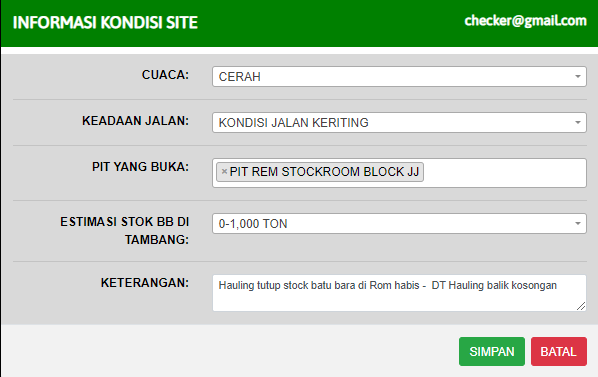 INFORMASI KONDISI SITE
checker@gmail.com
CUACA:
CERAH
KEADAAN JALAN:
KONDISI JALAN KERITING
PIT YANG BUKA:
×PIT REM STOCKROOM BLOCK JJ
ESTIMASI STOK BB DI
TAMBANG:
0-1,000 TON
KETERANGAN:
Hauling tutup stock batu bara di Rom habis - DT Hauling balik kosongan
SIMPAN
BATAL